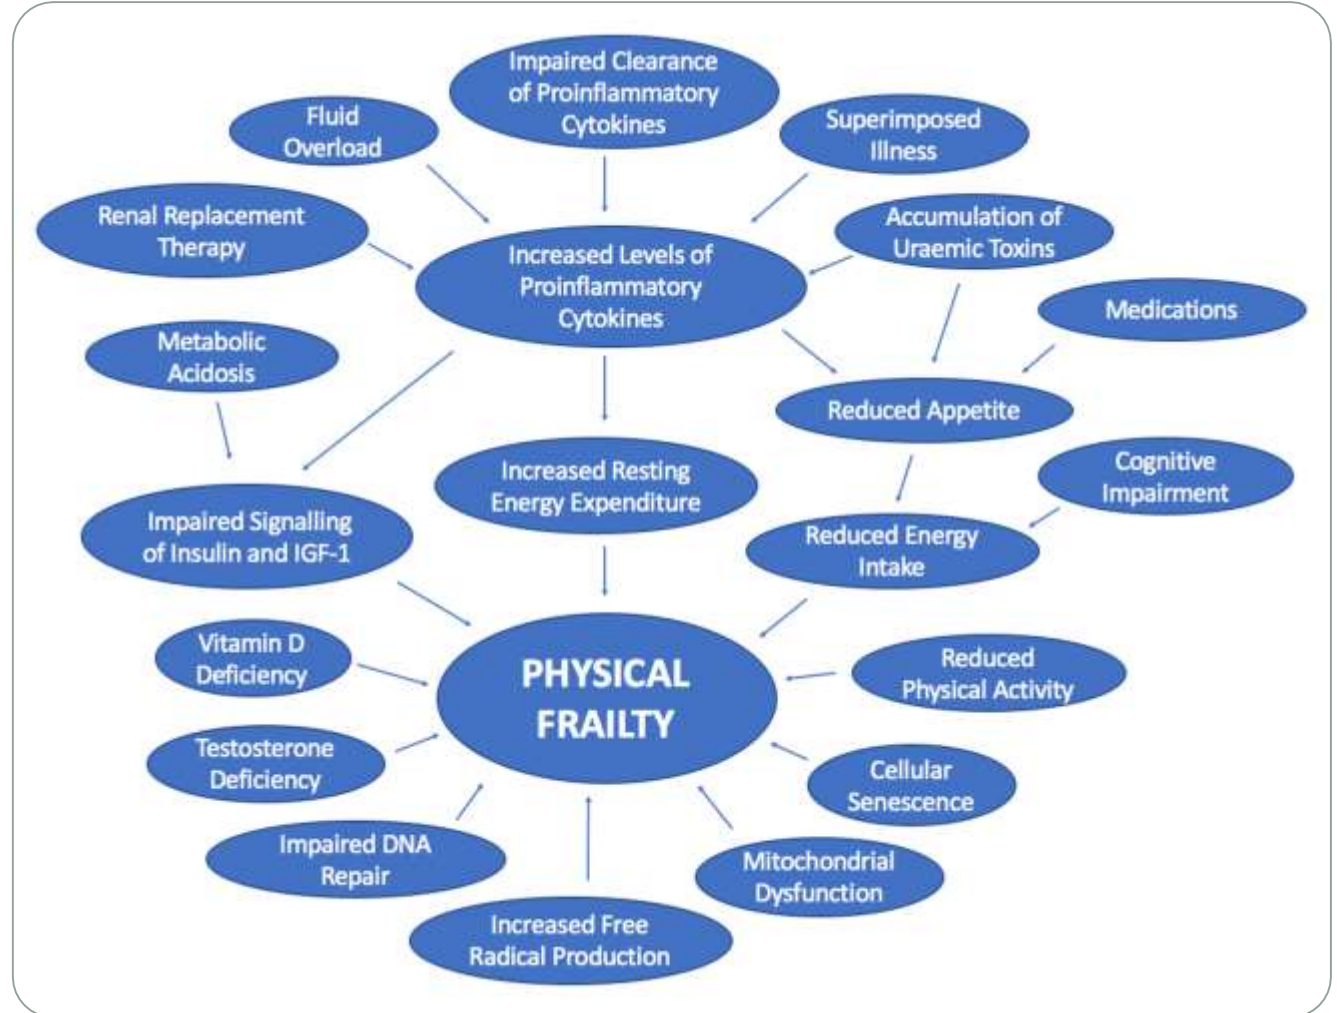 Impaired Clearance
of Proinflammatory
Cytokines
Fluid
Overload
Superimposed
Illness
Renal Replacement
Therapy
Accumulation of
Uraemic Toxins
Increased Levels of
Proinflammatory
Cytokines
Medications
Metabolic
Acidosis
Reduced Appetite
Increased Resting
Energy Expenditure
Cognitive
Impairment
Impaired Signalling
of Insulin and IGF-1
Reduced Energy
Intake
Vitamin D
Deficiency
PHYSICAL
FRAILTY
Reduced
Physical Activity
Testosterone
Deficiency
Cellular
Senescence
Impaired DNA
Repair
Mitochondrial
Dysfunction
Increased Free
Radical Production